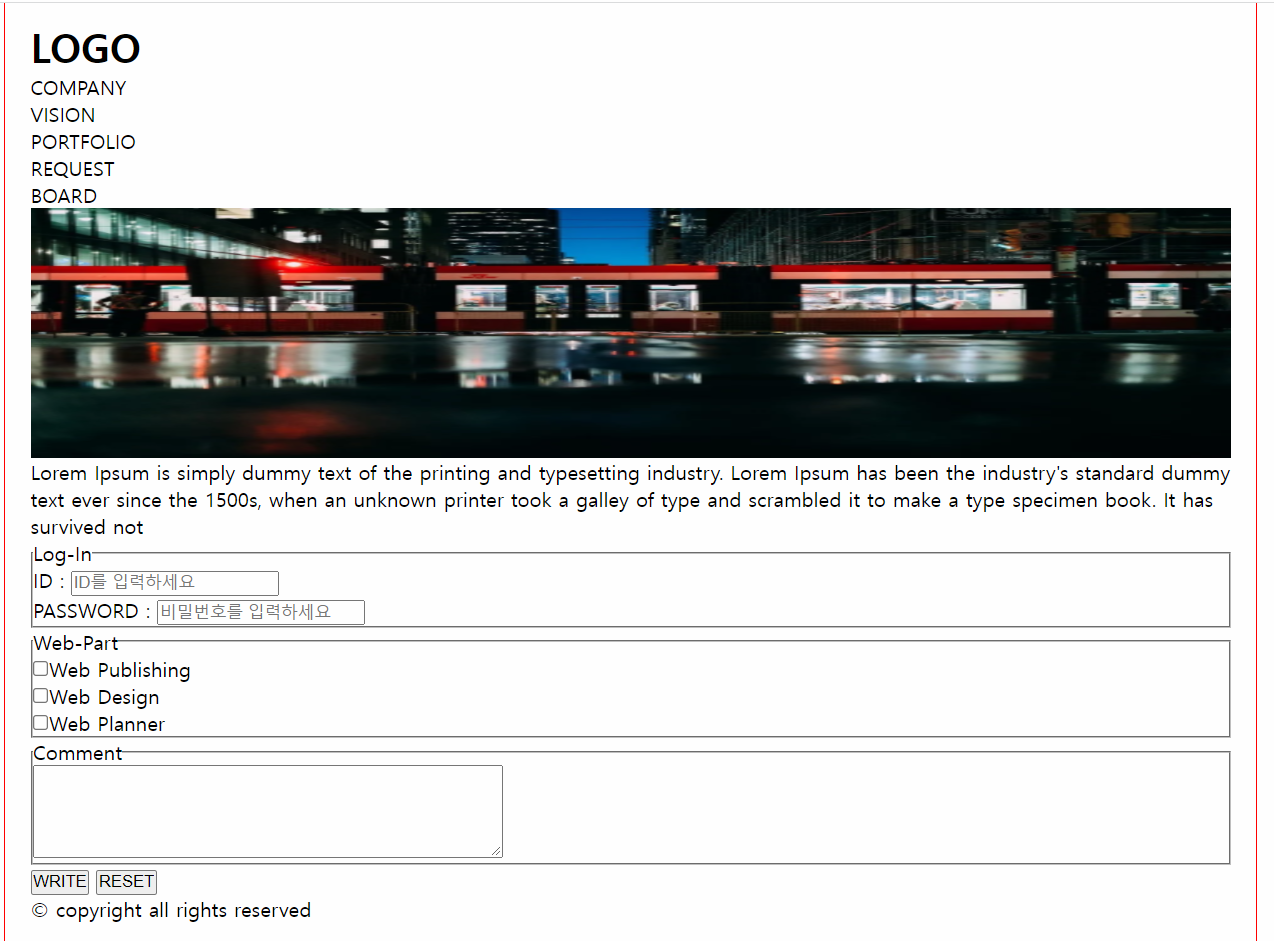 LOGO
COMPANY
VISION
PORTFOLIO
REQUEST
BOARD
Lorem Ipsum is simply dummy text of the printing and typesetting industry. Lorem Ipsum has been the industry's standard dummy
text ever since the 1500s, when an unknown printer took a galley of type and scrambled it to make a type specimen book. It has
survived not
Log-In
ID : ID를 입력하세요
PASSWORD : 비밀번호를 입력하세요
Web-Part
Web Publishing
Web Design
Web Planner
Comment
WRITE RESET
© copyright all rights reserved